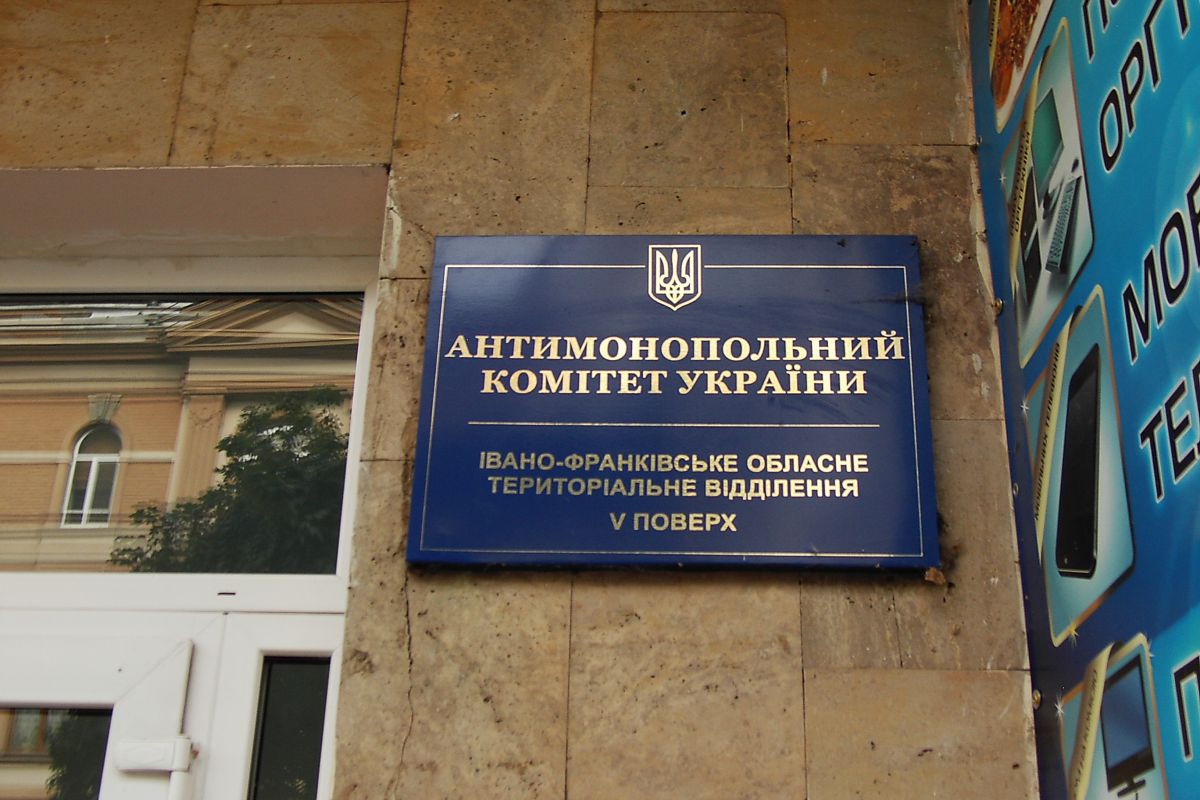 АНТИМОНОПОЛЬНИЙ
КОМІТЕТ УКРАЇНИ
ІВАНО-ФРАНКІВСЬКЕ ОБЛАСНЕ
ТЕРИТОРІАЛЬНЕ ВІДДІЛЕННЯ
V ПОВЕРХ